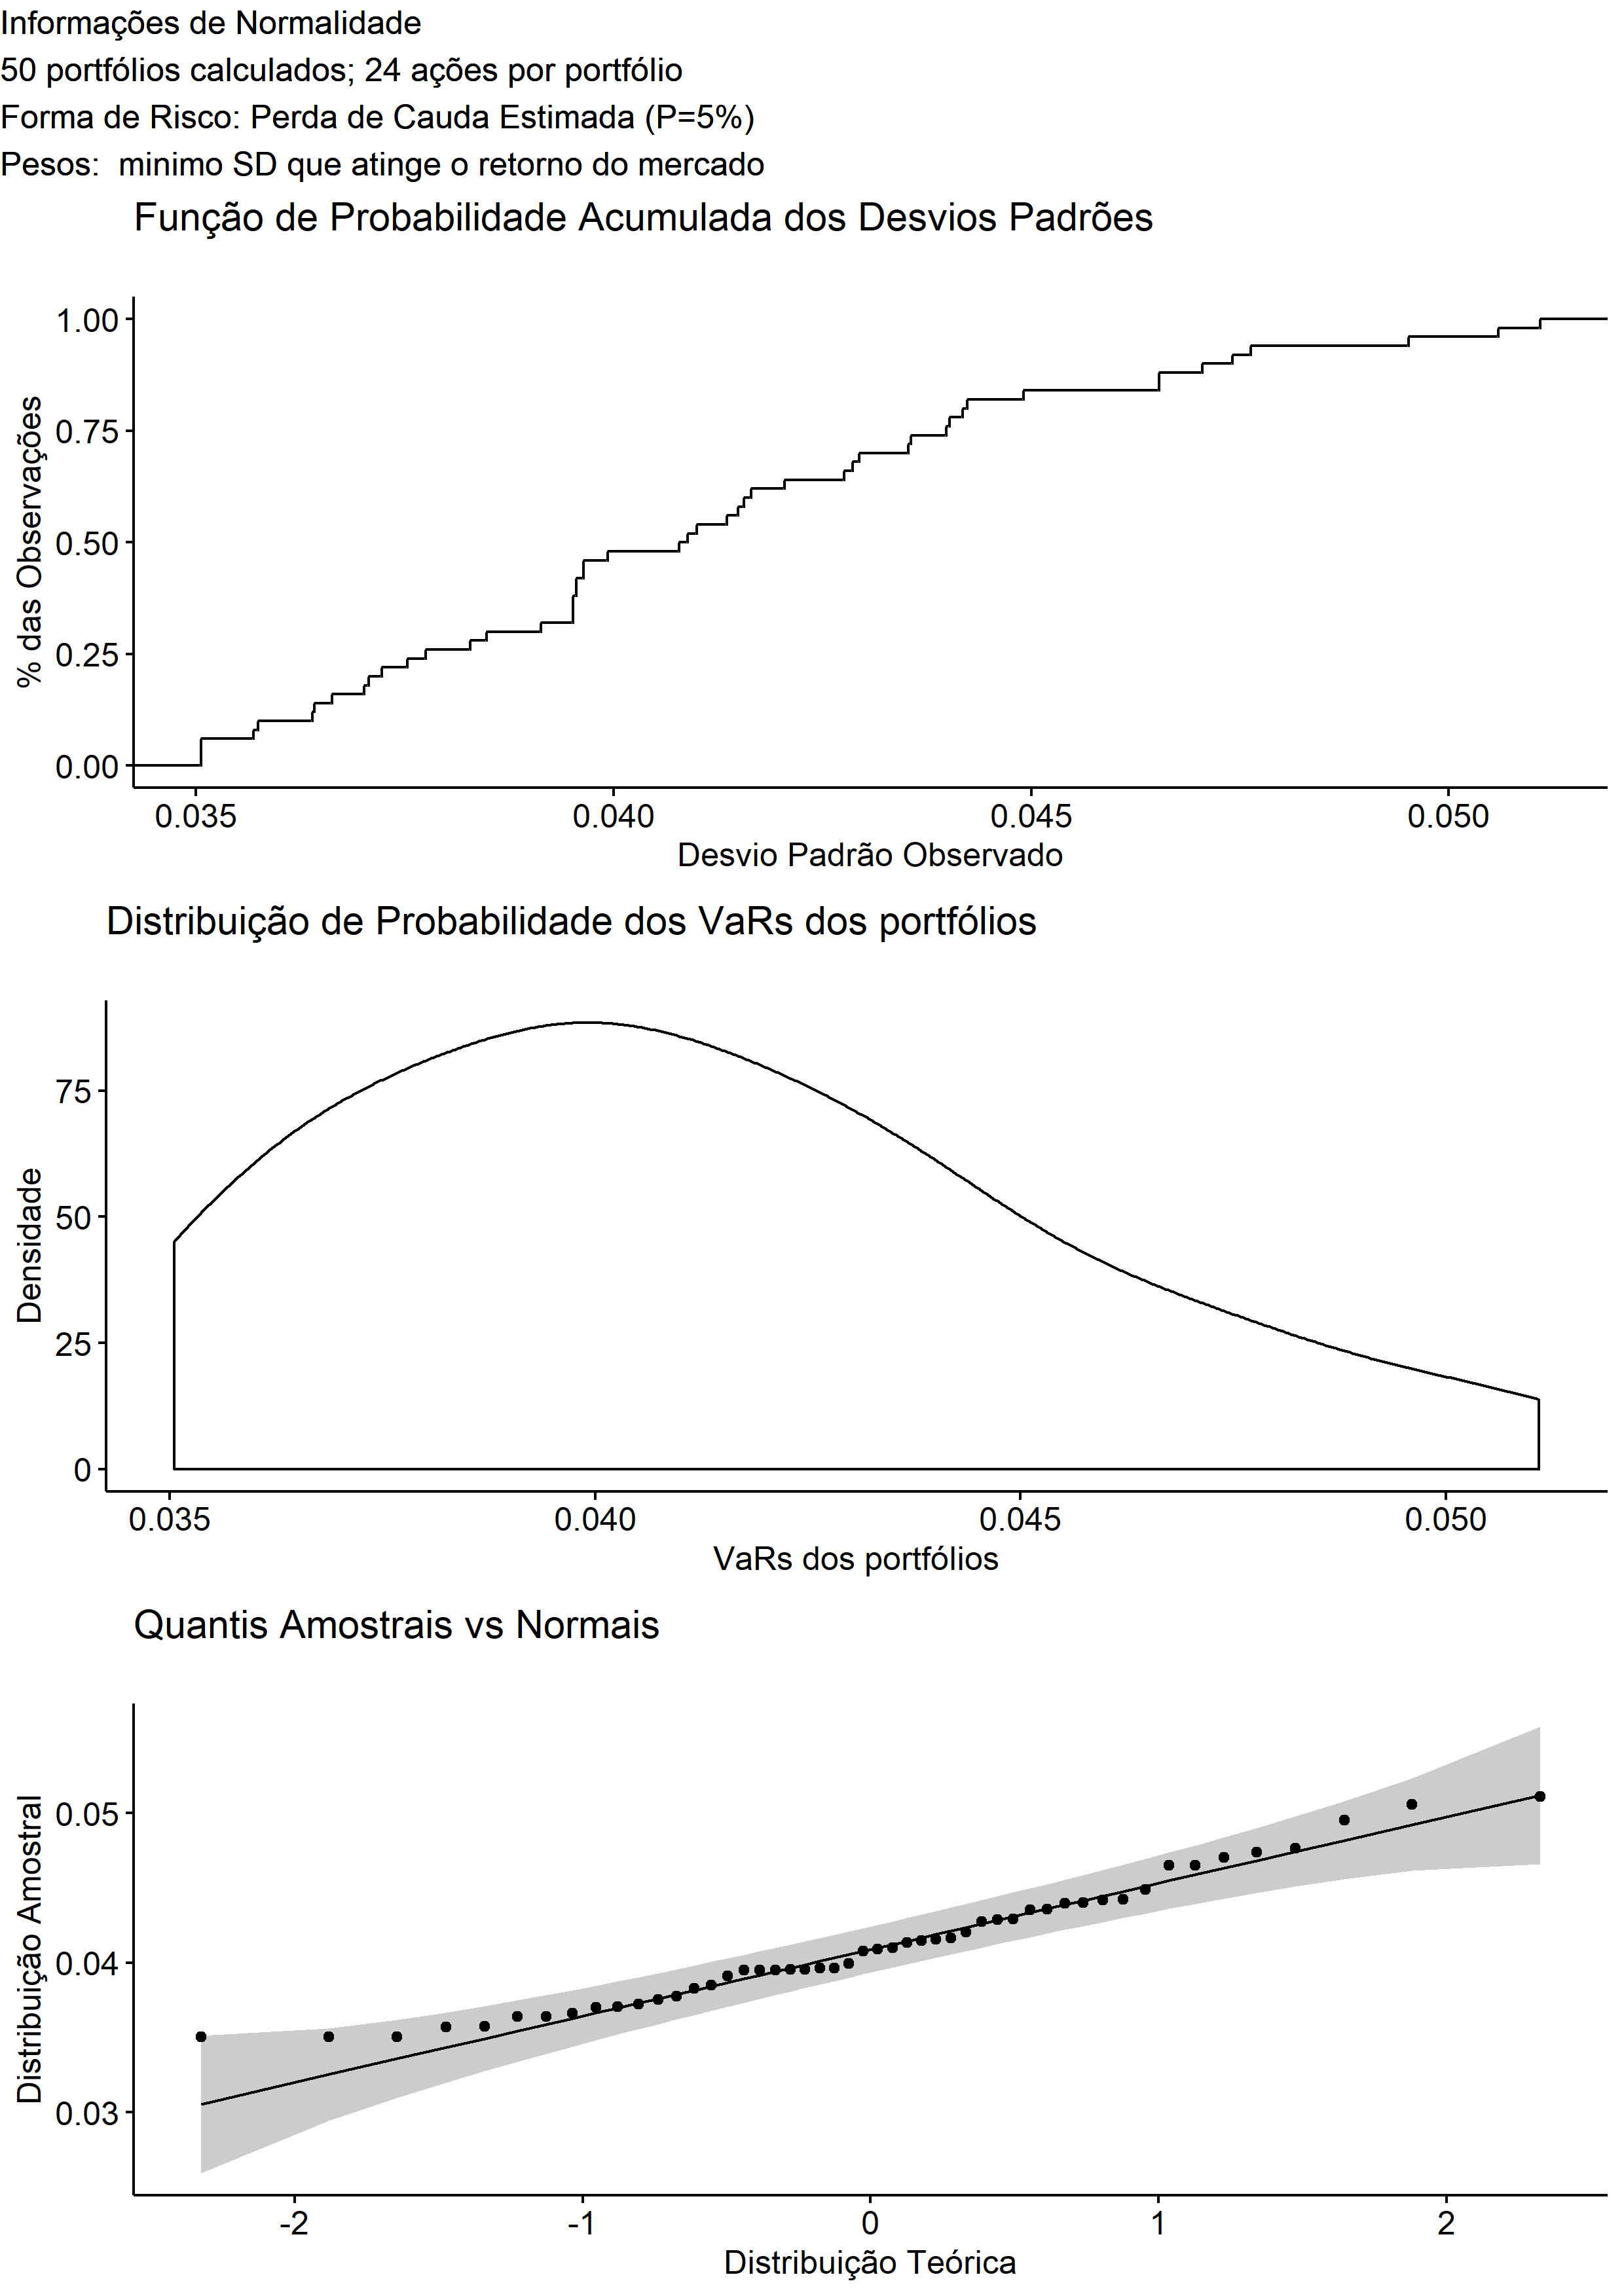 Informações de Normalidade
50 portfólios calculados; 24 ações por portfólio
Forma de Risco: Perda de Cauda Estimada (P=5%)
Pesos:  minimo SD que atinge o retorno do mercado
Função de Probabilidade Acumulada dos Desvios Padrões
% das Observações
1.00
0.75
0.50
0.25
0.00
0.035 0.040 0.045 0.050
Desvio Padrão Observado
Distribuição de Probabilidade dos VaRs dos portfólios
Densidade
75
50
25
0
0.035 0.040 0.045 0.050
VaRs dos portfólios
Quantis Amostrais vs Normais
Distribuição Amostral
0.05
0.04
0.03
-2 -1 0 1 2
Distribuição Teórica